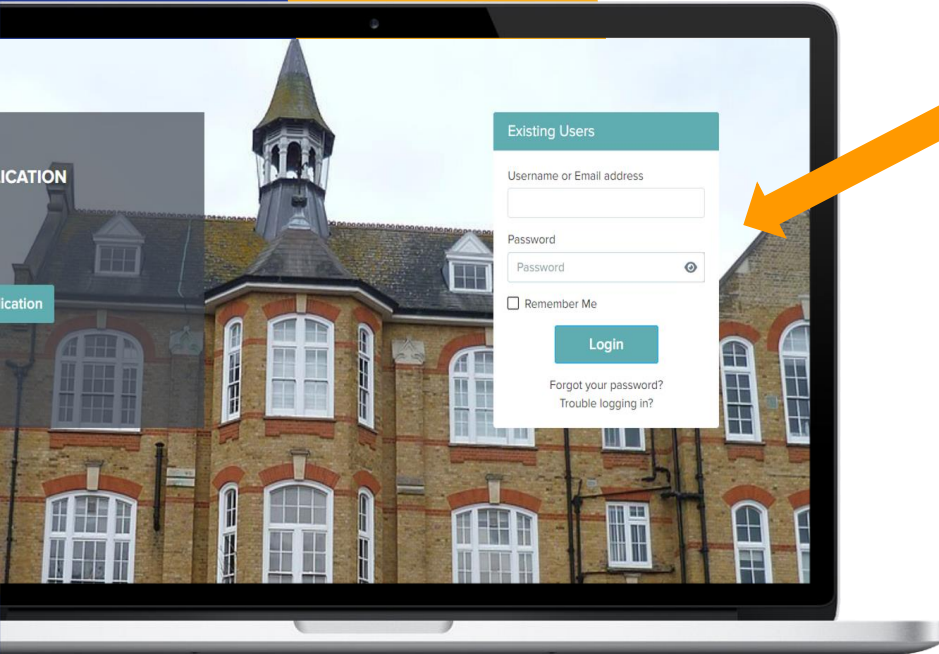 ICATION
ication
Existing Users
Username or Email address
Password
Password
Remember Me
Login
Forgot your password?
Trouble logging in?